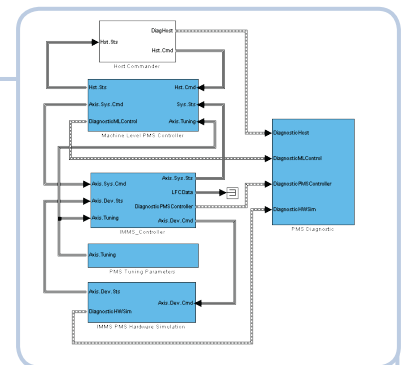 DiagHost
Hst.Sts
Hst.Cmd
Host Commander
Hst.Sts
Hst.Cmd
Axis.Sys.Cmd
Sys.Sts
DiagnosticMLControl
Axis.Tuning
Machine Level PMS Controller
Axis.Sys.Sts
Axis.Sys.Cmd
LFCData
Axis.Dev.Sts
DiagnosticPMSController
Axis.Tuning
Axis.Dev.Cmd
IMMS_Controller
Axis.Tuning
PMS Tuning Parameters
Axis.Dev.Sts
Axis.Dev.Cmd
DiagnosticHWSim
IMMS PMS Hardware Simulation
DiagnosticHost
DiagnosticMLControl
DiagnosticPMSController
DiagnosticHWSim
PMS Diagnostic